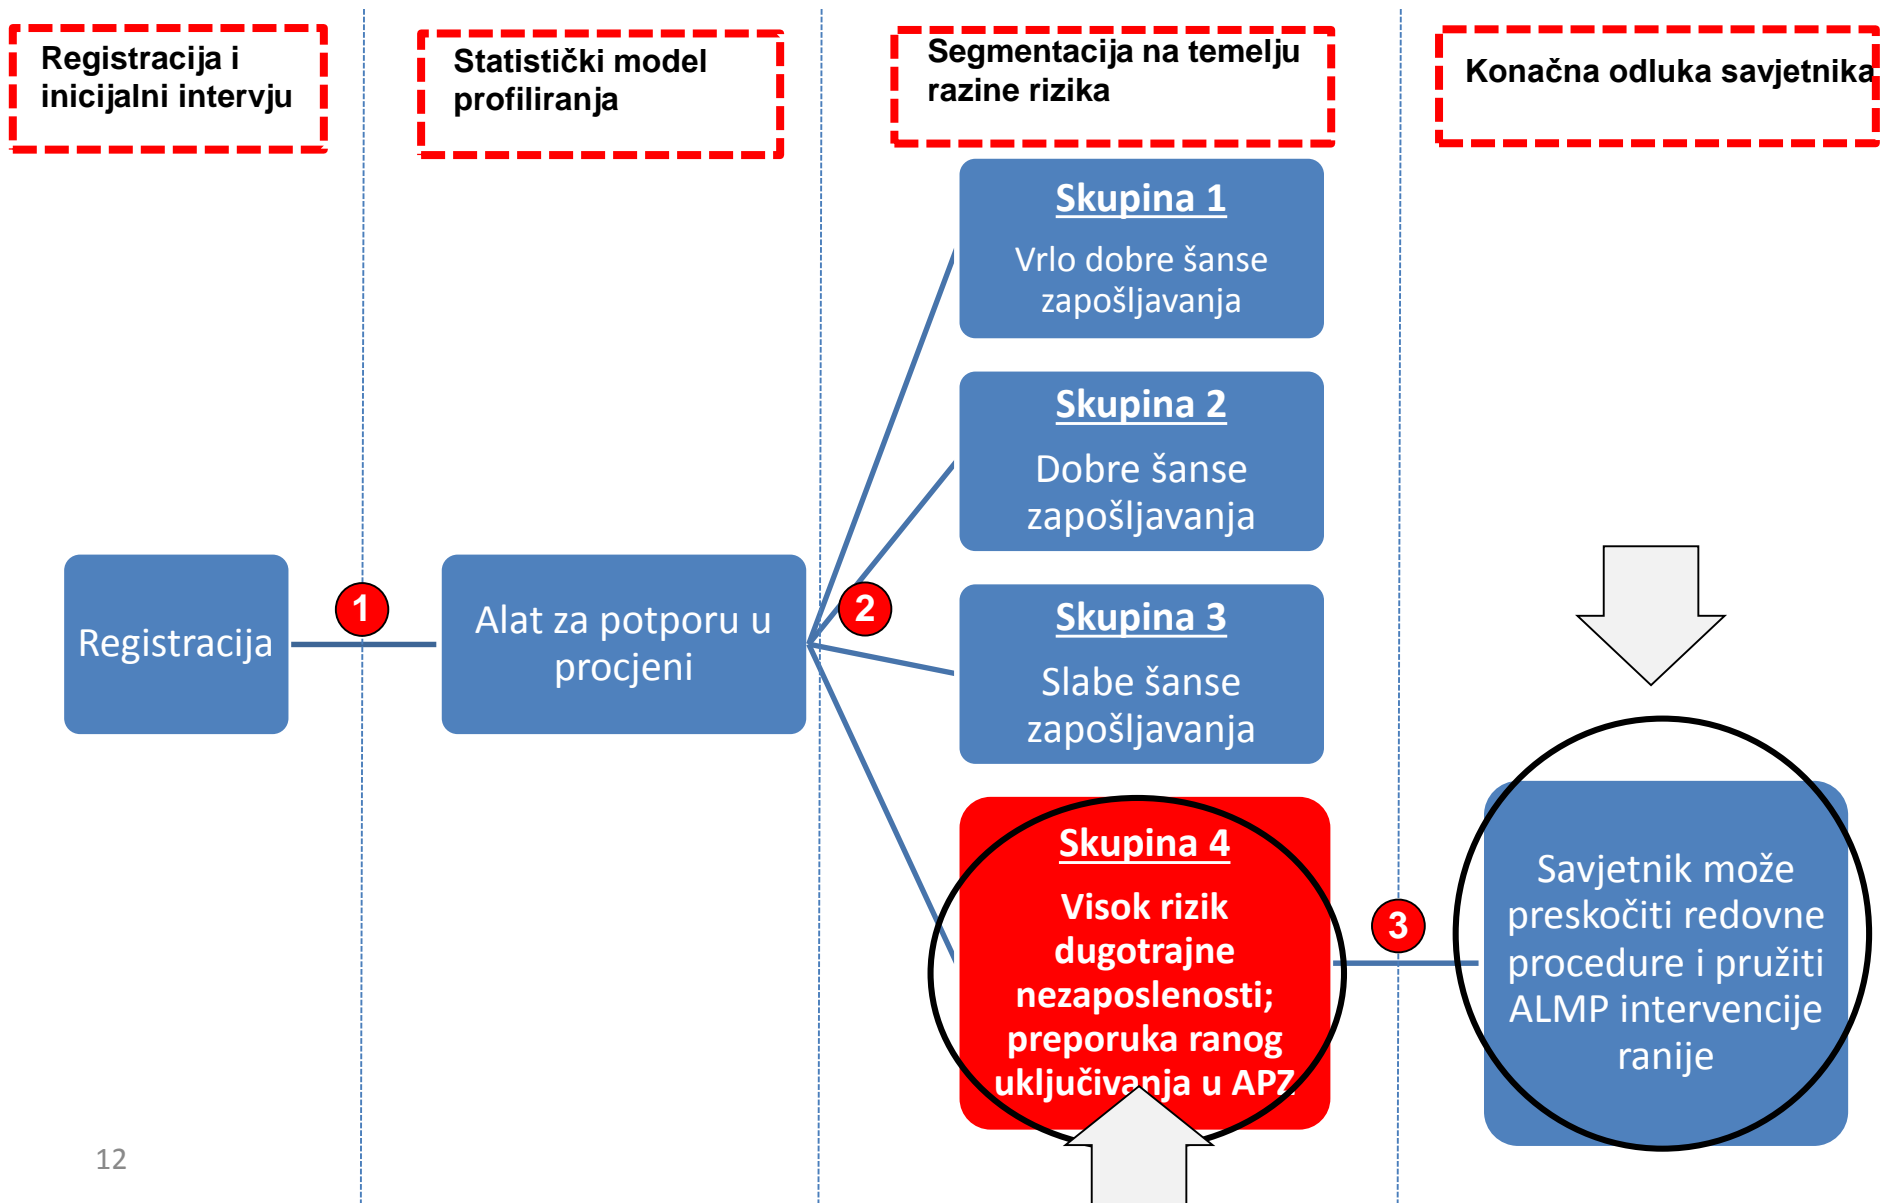 Registracija i
inicijalni intervju
Statistički model
profiliranja
Segmentacija na temelju
razine rizika
Konačna odluka savjetnika
Registracija
1
Alat za potporu u
procjeni
2
Skupina 1
Vrlo dobre šanse
zapošljavanja
Skupina 2
Dobre šanse
zapošljavanja
Skupina 3
Slabe šanse
zapošljavanja
Skupina 4
Visok rizik
dugotrajne
nezaposlenosti;
preporuka ranog
uključivanja u APZ
3
Savjetnik može
preskočiti redovne
procedure i pružiti
ALMP intervencije
ranije
12